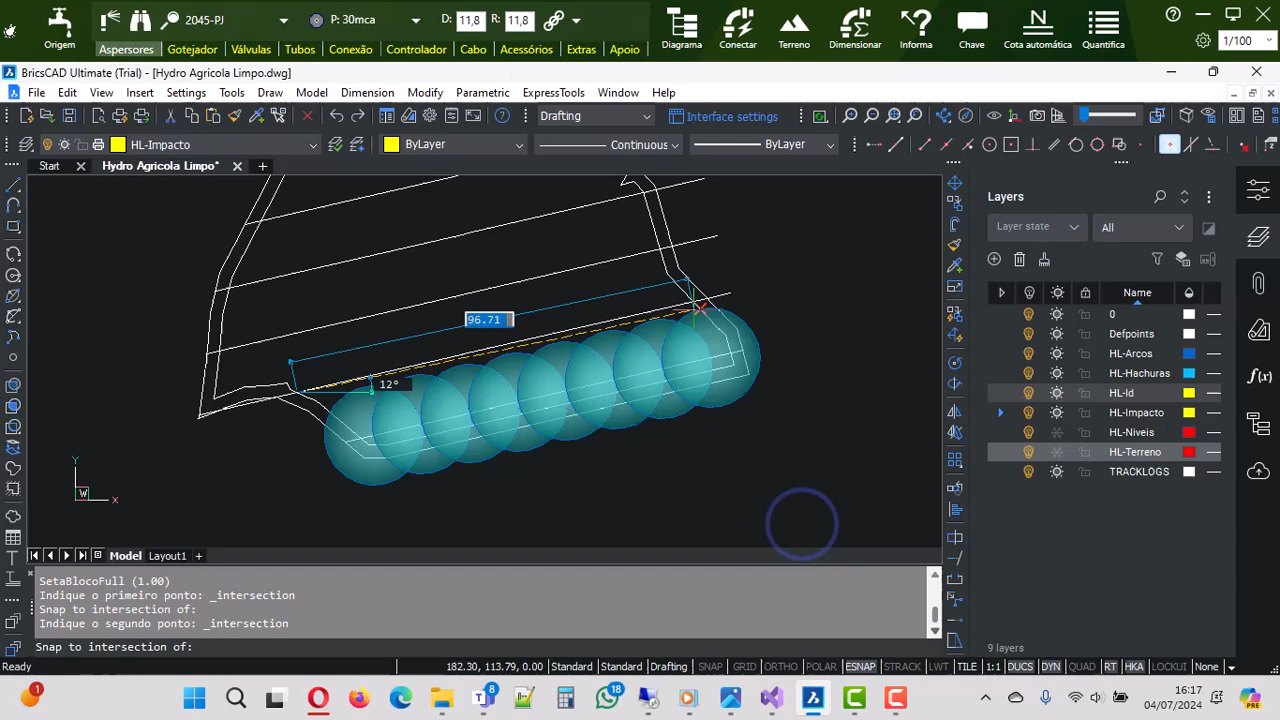 2045-PJ P: 30mca D: 11,8 R: 11,8
Origem Diagrama Conectar Terreno Dimensionar Informa Chave Cota automática Quantifica 1/100
Aspersores Gotejador Válvulas Tubos Conexão Controlador Cabo Acessórios Extras Apoio
BricsCAD Ultimate (Trial) - [Hydro Agricola Limpo.dwg]
File Edit View Insert Settings Tools Draw Model Dimension Modify Parametric ExpressTools Window Help
Drafting Interface settings
HL-Impacto ByLayer Continuous ByLayer
Start Hydro Agricola Limpo*
Layers
Layer state All
Name
0
Defpoints
HL-Arcos
HL-Hachuras
HL-Id
HL-Impacto
HL-Niveis
HL-Terreno
TRACKLOGS
96.71
12°
Y
W X
Model Layout1
SetaBlocoFull (1.00)
Indique o primeiro ponto: _intersection
Snap to intersection of:
Indique o segundo ponto: _intersection
Snap to intersection of:
9 layers
Ready 182.30, 113.79, 0.00 Standard Standard Drafting SNAP GRID ORTHO POLAR ESNAP STRACK LWT TILE 1:1 DUCS DYN QUAD RT HKA LOCKUI None
1 8 18 16:17
04/07/2024 PRE